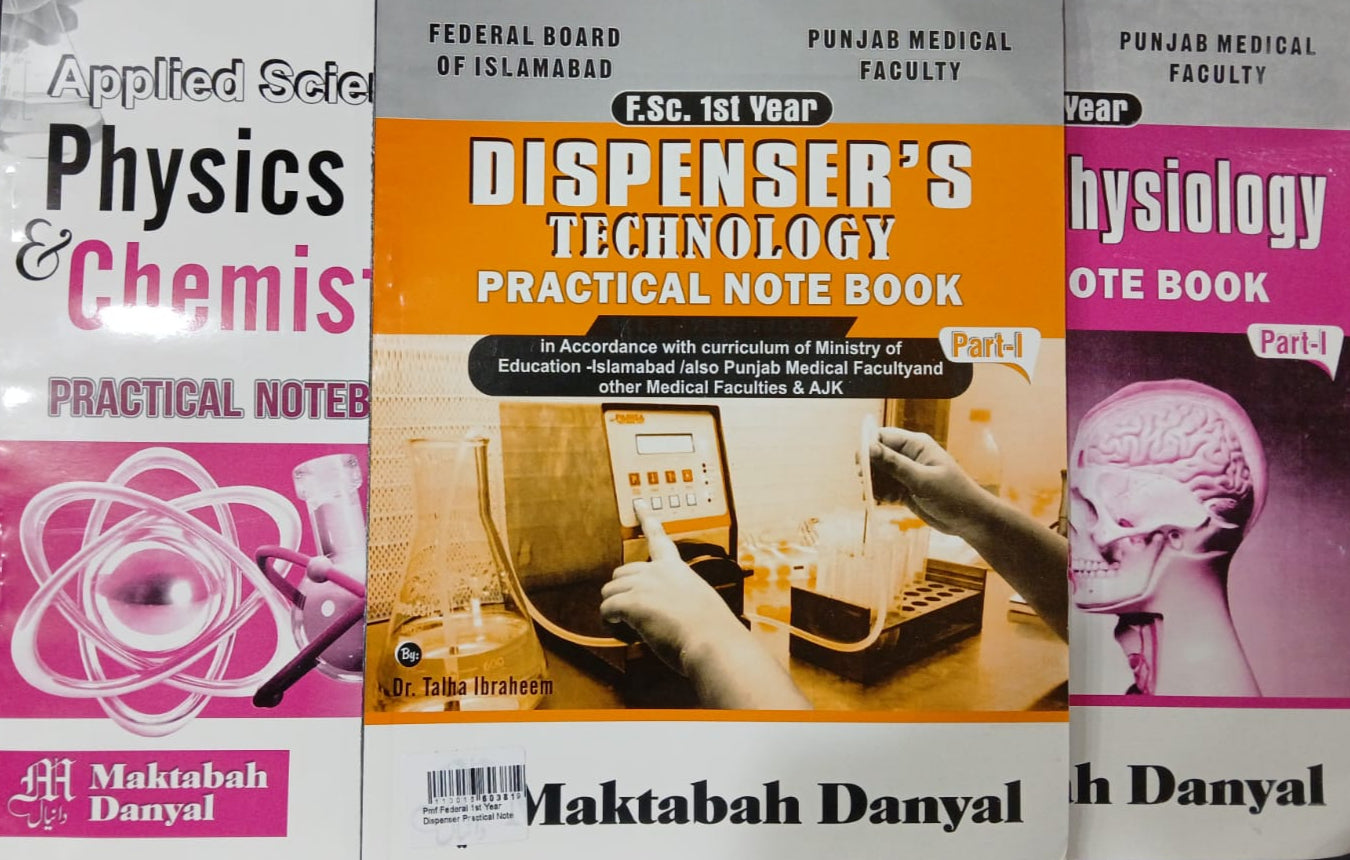 Applied Scie
Physics
&
Chemis
PRACTICAL NOTEB
Maktabah
Danyal
دانیال
FEDERAL BOARD
OF ISLAMABAD
PUNJAB MEDICAL
FACULTY
F.Sc. 1st Year
DISPENSER'S
TECHNOLOGY
PRACTICAL NOTE BOOK
Part-I
in Accordance with curriculum of Ministry of
Education -Islamabad /also Punjab Medical Facultyand
other Medical Faculties & AJK
600
By:
Dr. Talha Ibraheem
Pmf Federal 1st Year
Dispenser Practical Note
Maktabah Danyal
PUNJAB MEDICAL
FACULTY
Year
hysiology
OTE BOOK
Part-I
h Danyal